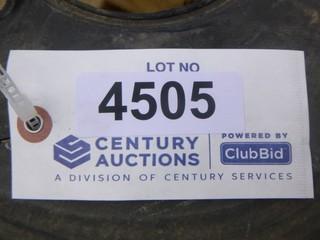 LOT NO
4505
CENTURY
AUCTIONS
POWERED BY
ClubBid
A DIVISION OF CENTURY SERVICES